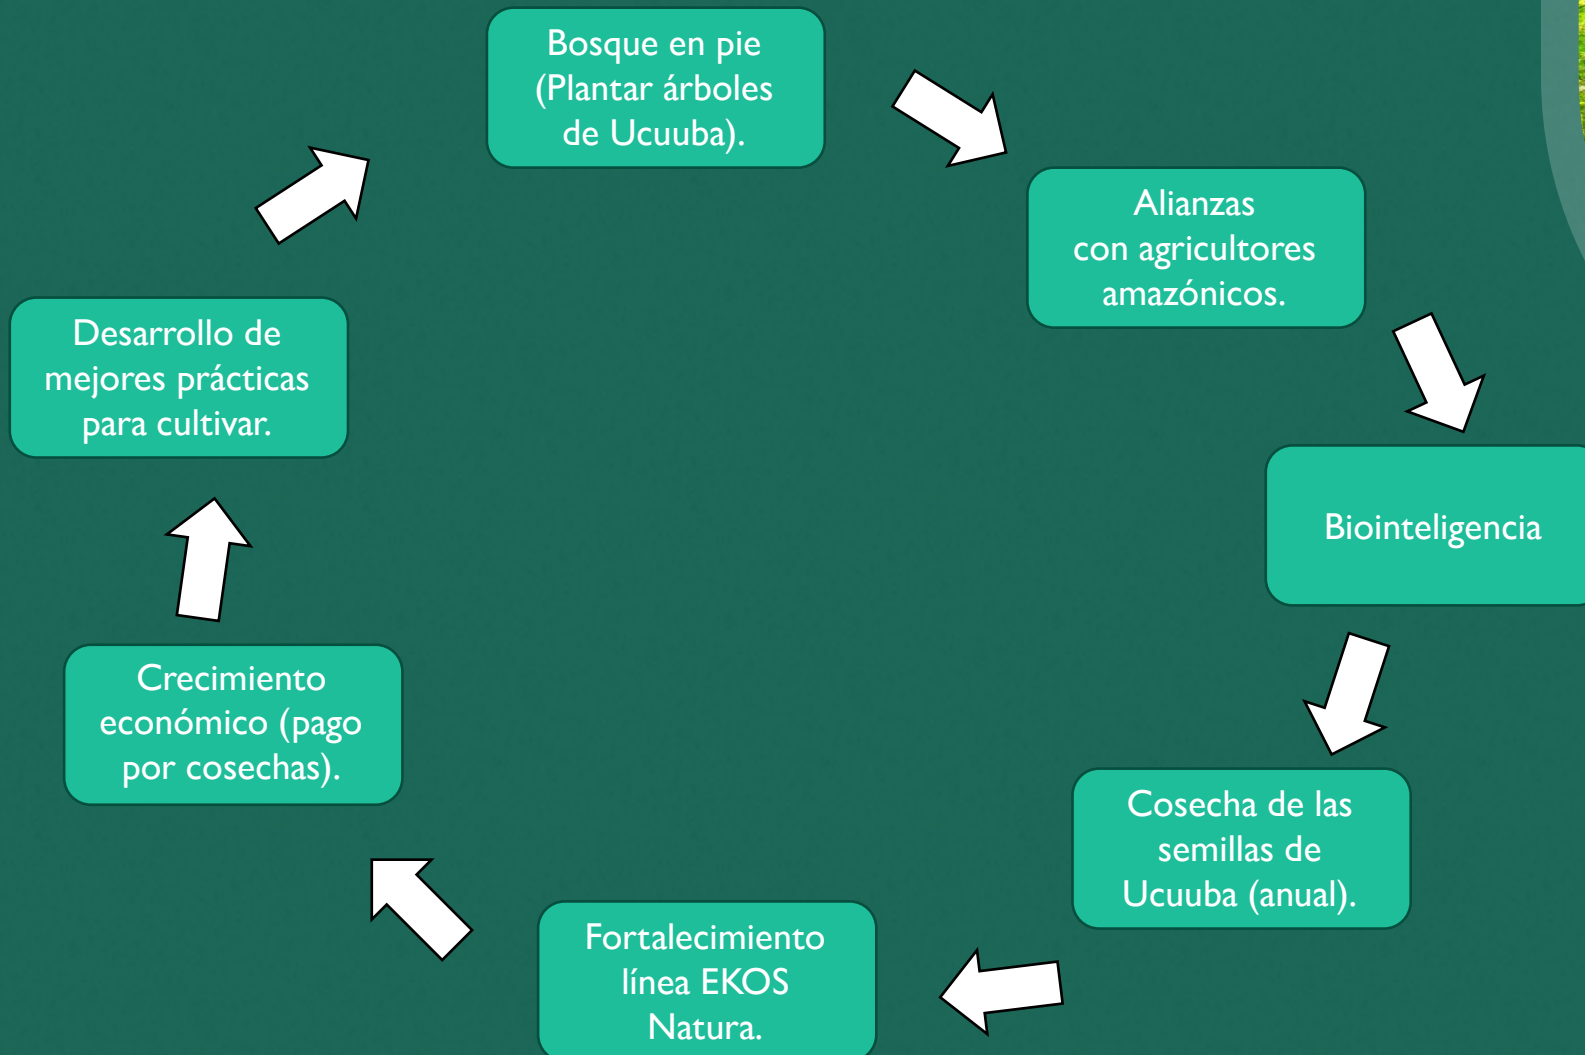 Bosque en pie
(Plantar árboles
de Ucuuba).
Alianzas
con agricultores
amazónicos.
Biointeligencia
Cosecha de las
semillas de
Ucuuba (anual).
Fortalecimiento
línea EKOS
Natura.
Crecimiento
económico (pago
por cosechas).
Desarrollo de
mejores prácticas
para cultivar.